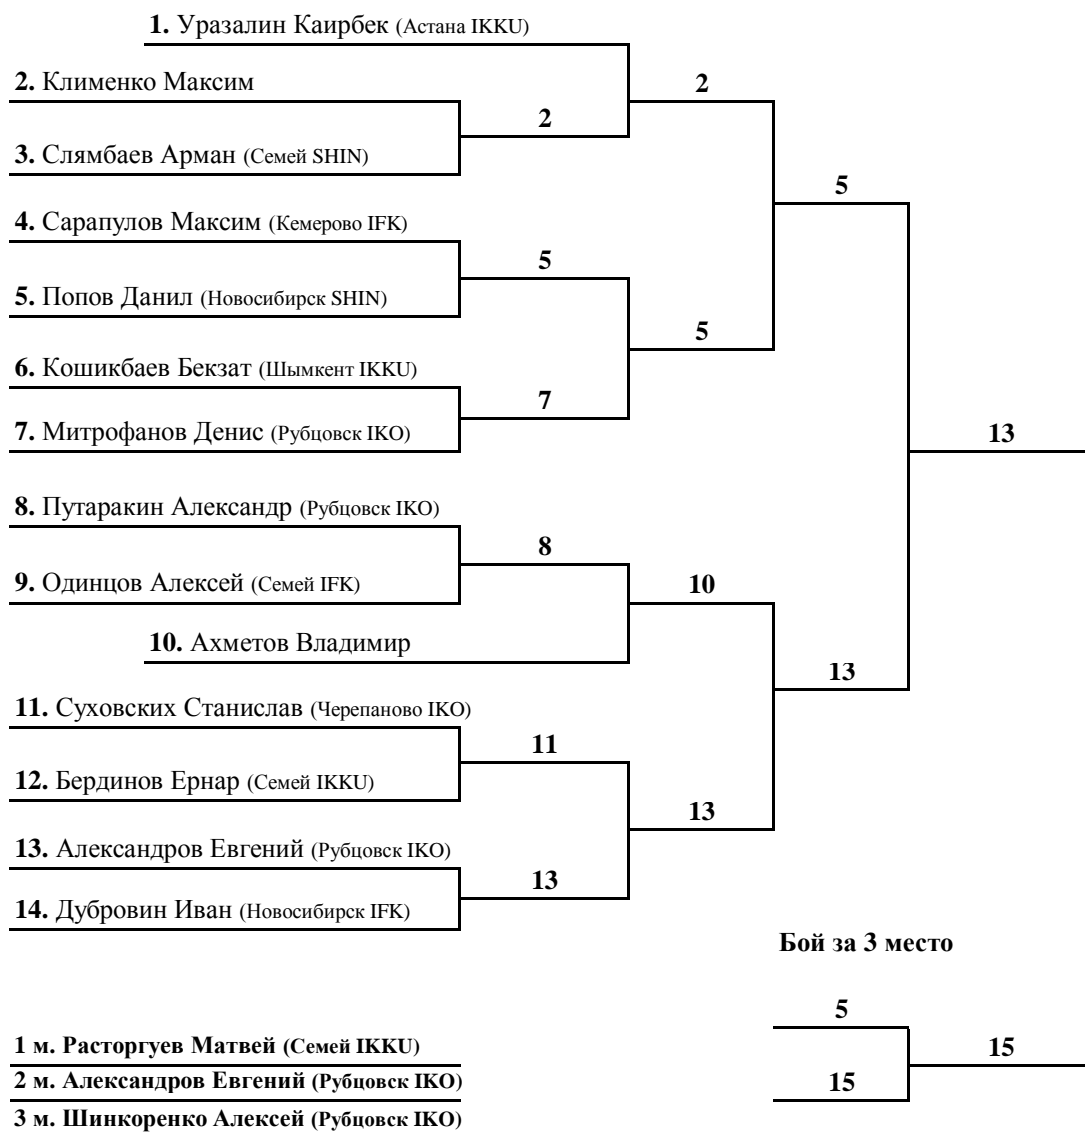 1. Уразалин Каирбек (Астана IKKU)
2. Клименко Максим
2
2
3. Слямбаев Арман (Семей SHIN)
5
4. Сарапулов Максим (Кемерово IFK)
5
5. Попов Данил (Новосибирск SHIN)
5
6. Кошикбаев Бекзат (Шымкент IKKU)
7
7. Митрофанов Денис (Рубцовск IKO)
13
8. Путаракин Александр (Рубцовск IKO)
8
9. Одинцов Алексей (Семей IFK)
10
10. Ахметов Владимир
13
11. Суховских Станислав (Черепаново IKO)
11
12. Бердинов Ернар (Семей IKKU)
13
13. Александров Евгений (Рубцовск IKO)
13
14. Дубровин Иван (Новосибирск IFK)
Бой за 3 место
5
15
15
1 м. Расторгуев Матвей (Семей IKKU)
2 м. Александров Евгений (Рубцовск IKO)
3 м. Шинкоренко Алексей (Рубцовск IKO)